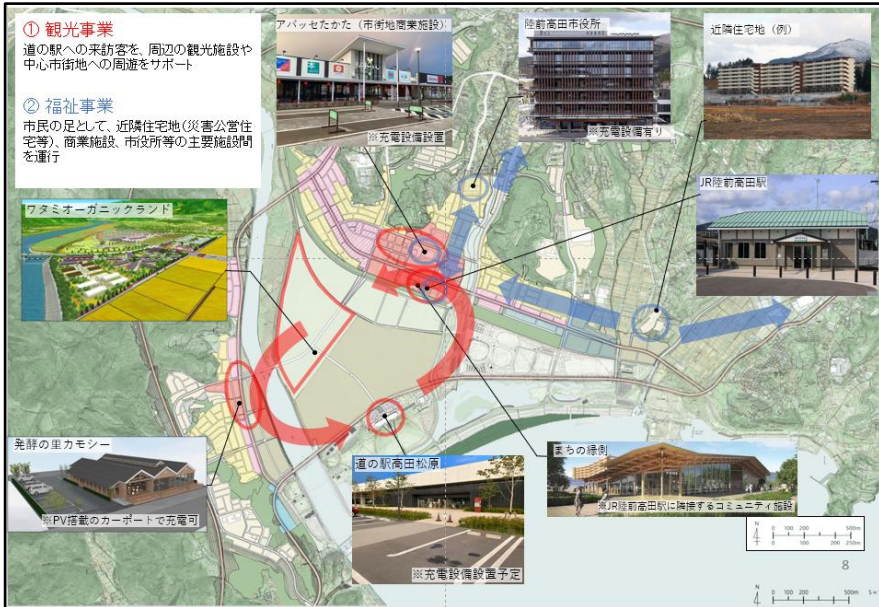 ① 観光事業
道の駅への来訪客を、周辺の観光施設や
中心市街地への周遊をサポート
② 福祉事業
市民の足として、近隣住宅地(災害公営住
宅等)、商業施設、市役所等の主要施設間
を運行
アバッセたかた（市街地商業施設）
※充電設備設置
陸前高田市役所
※充電設備有り
近隣住宅地（例）
ワタミオーガニックランド
JR陸前高田駅
発酵の里カモシー
※PV搭載のカーポートで充電可
道の駅高田松原
※充電設備設置予定
まちの縁側
※JR陸前高田駅に隣接するコミュニティ施設
N
0 100 200 500m
0 100 200 250m
8
N
0 100 200 500m